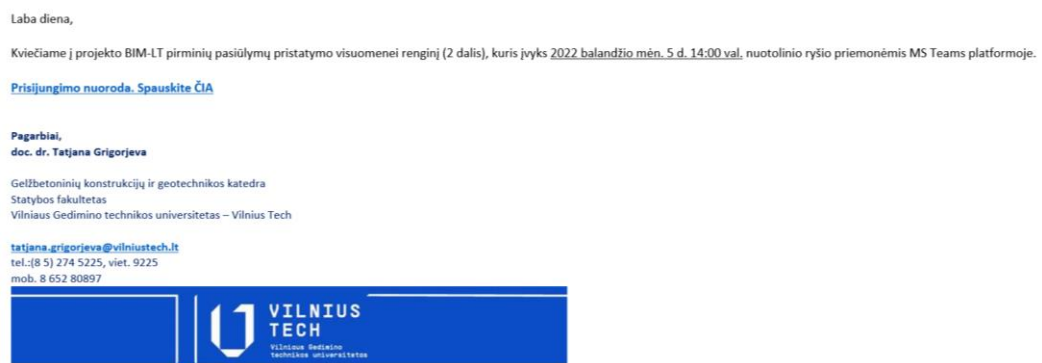 Laba diena,
Kviečiame į projekto BIM-LT pirminių pasiūlymų pristatymo visuomenei renginį (2 dalis), kuris įvyks 2022 balandžio mėn. 5 d. 14:00 val. nuotolinio ryšio priemonėmis MS Teams platformoje.
Prisijungimo nuoroda. Spauskite ČIA
Pagarbiai,
doc. dr. Tatjana Grigorjeva
Gelžbetoninių konstrukcijų ir geotechnikos katedra
Statybos fakultetas
Vilniaus Gedimino technikos universitetas – Vilnius Tech
tatjana.grigorjeva@vilniustech.lt
tel.:(8 5) 274 5225, viet. 9225
mob. 8 652 80897
VILNIUS
TECH
Vilniaus Gedimino
technikos universitetas